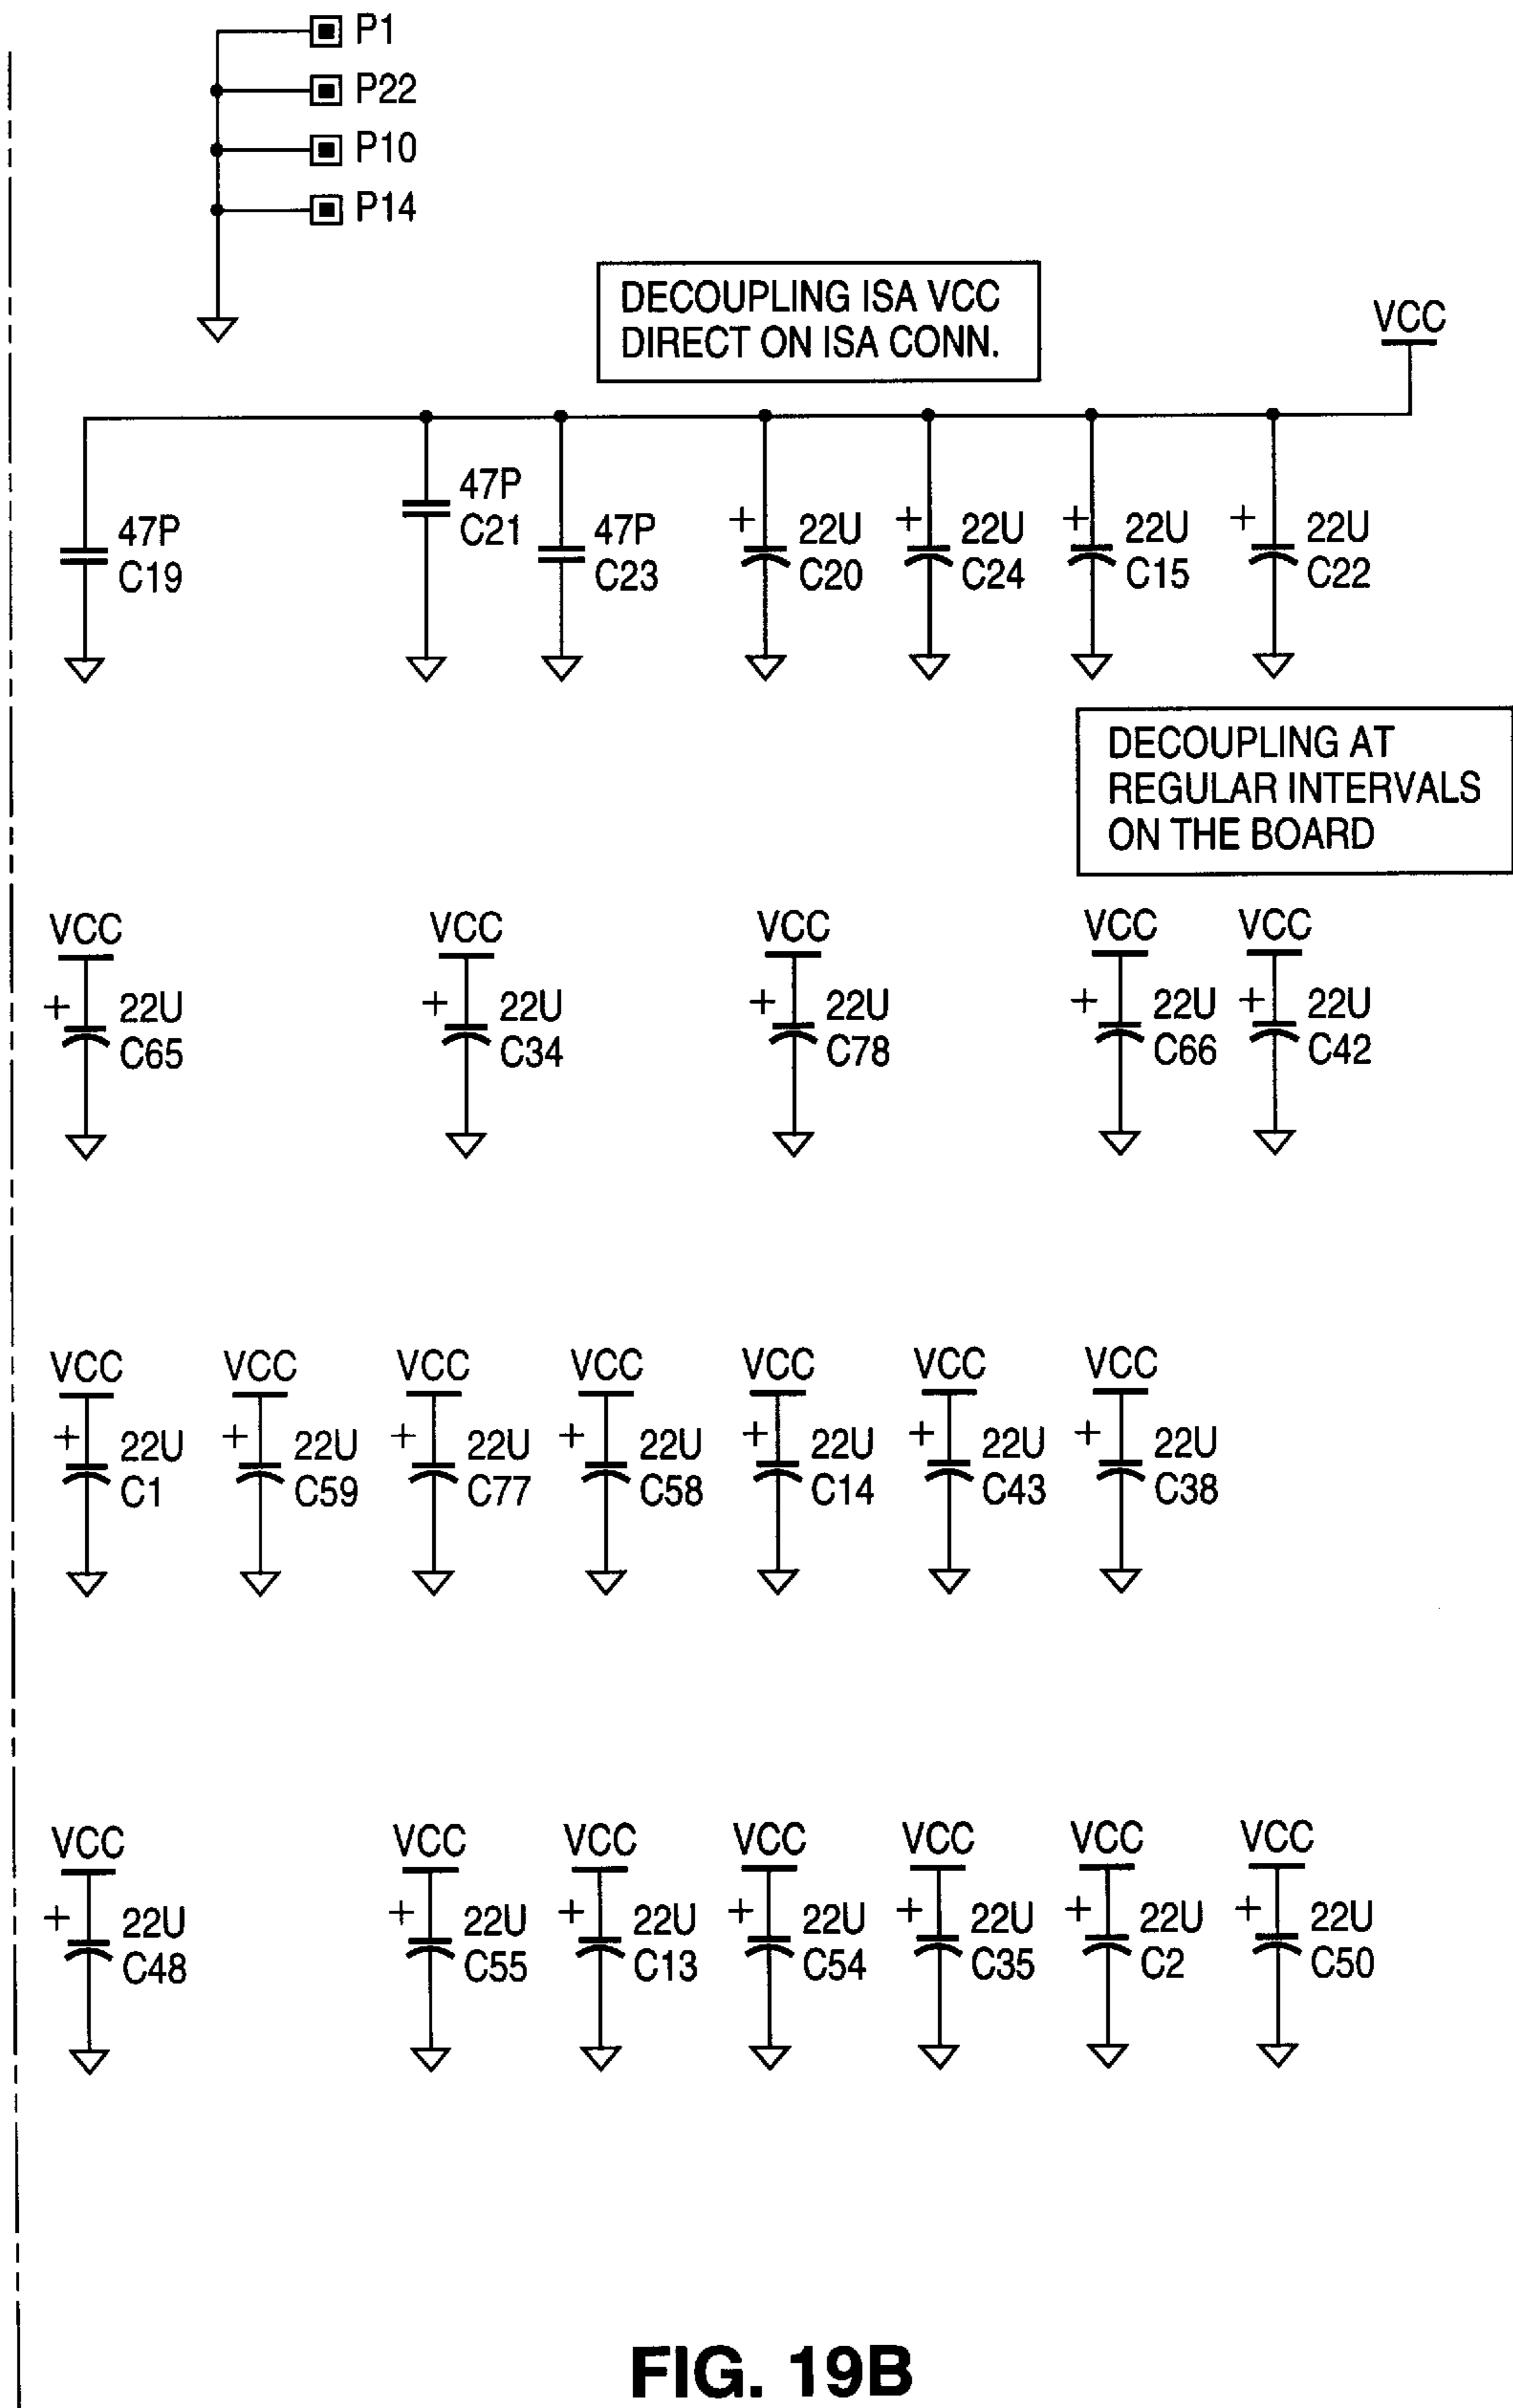 P1
P22
P10
P14
DECOUPLING ISA VCC
DIRECT ON ISA CONN.
VCC
47P
C19
47P
C21
47P
C23
+ 22U
C20
+ 22U
C24
+ 22U
C15
+ 22U
C22
DECOUPLING AT
REGULAR INTERVALS
ON THE BOARD
VCC
+ 22U
C65
VCC
+ 22U
C34
VCC
+ 22U
C78
VCC
+ 22U
C66
VCC
+ 22U
C42
VCC
+ 22U
C1
VCC
+ 22U
C59
VCC
+ 22U
C77
VCC
+ 22U
C58
VCC
+ 22U
C14
VCC
+ 22U
C43
VCC
+ 22U
C38
VCC
+ 22U
C48
VCC
+ 22U
C55
VCC
+ 22U
C13
VCC
+ 22U
C54
VCC
+ 22U
C35
VCC
+ 22U
C2
VCC
+ 22U
C50
FIG. 19B